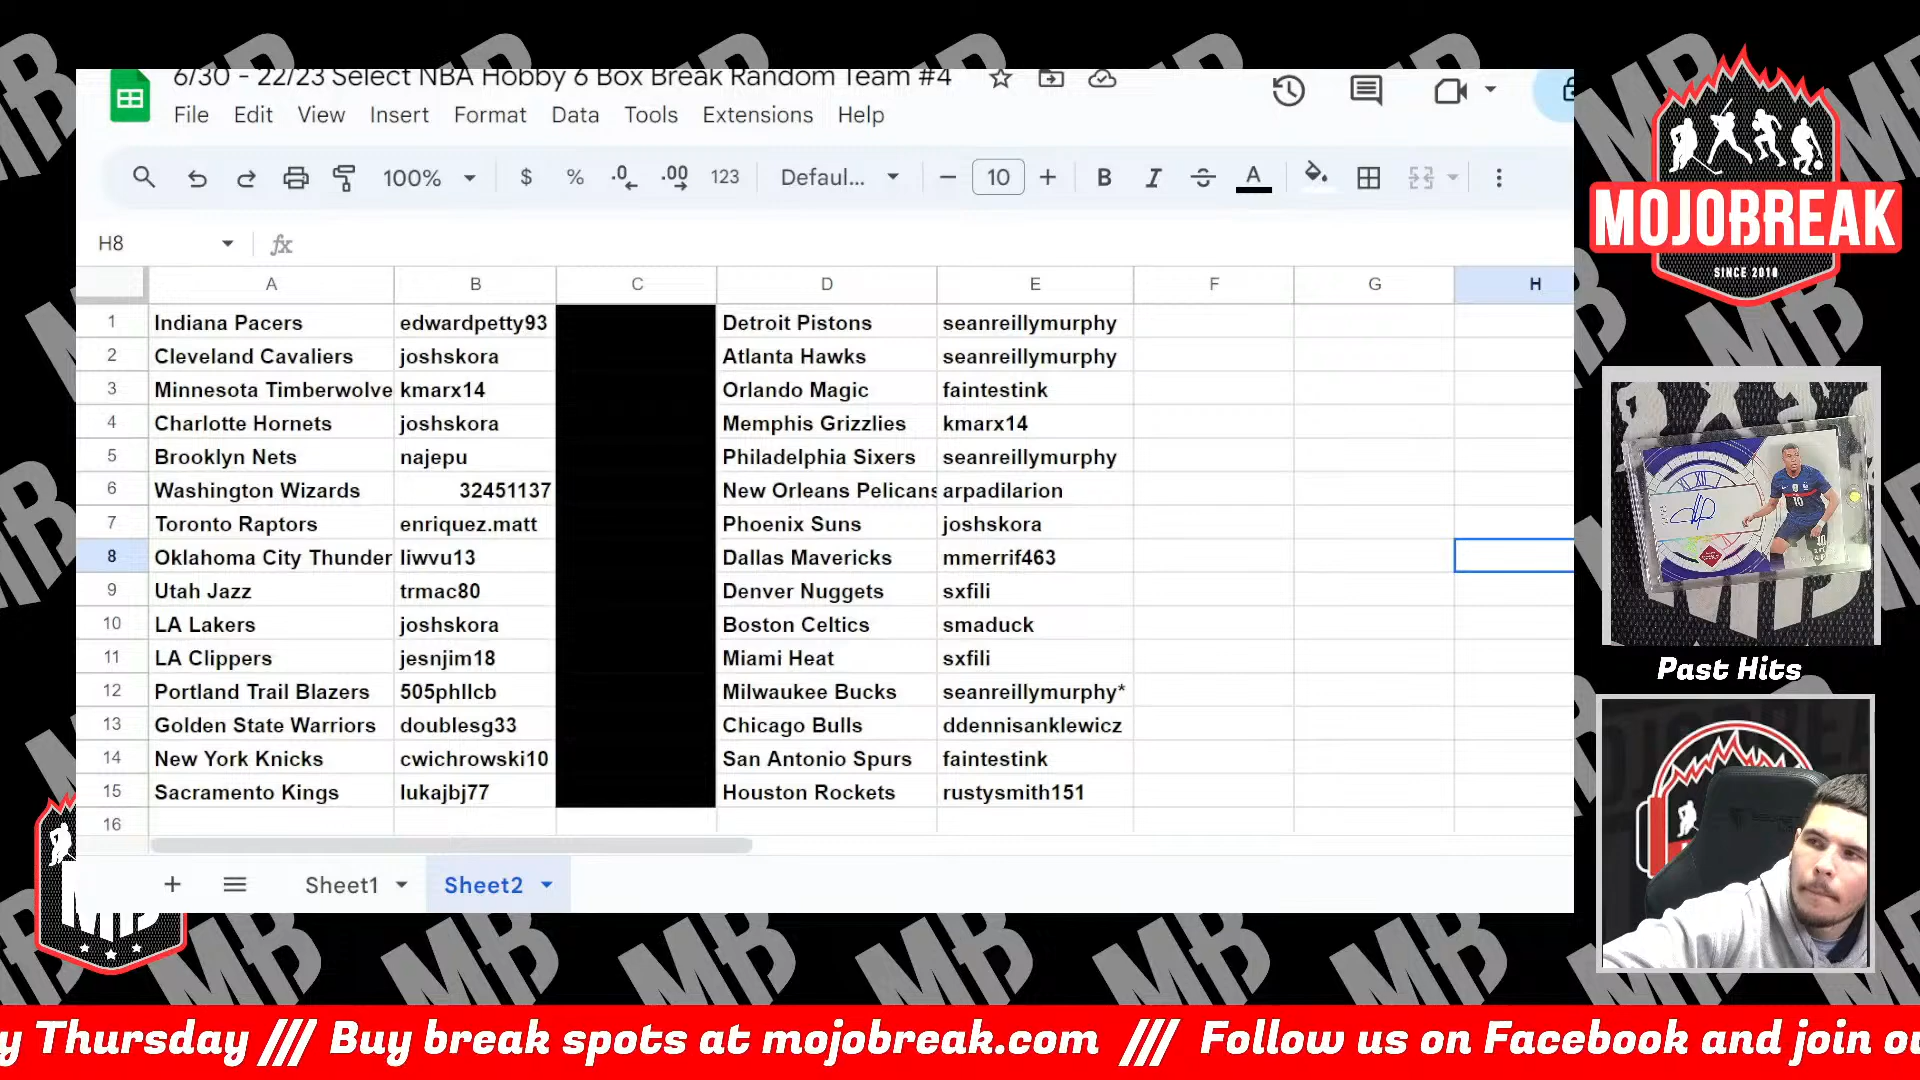 6/30 - 22/23 Select NBA Hobby 6 Box Break Random Team #4
File Edit View Insert Format Data Tools Extensions Help
100% $ % .0 .00 123 Defaul... 10 B I S A
H8 fx
A B C D E F G H
1 Indiana Pacers edwardpetty93 Detroit Pistons seanreillymurphy
2 Cleveland Cavaliers joshskora Atlanta Hawks seanreillymurphy
3 Minnesota Timberwolve kmarx14 Orlando Magic faintestink
4 Charlotte Hornets joshskora Memphis Grizzlies kmarx14
5 Brooklyn Nets najepu Philadelphia Sixers seanreillymurphy
6 Washington Wizards 32451137 New Orleans Pelicans arpadilarion
7 Toronto Raptors enriquez.matt Phoenix Suns joshskora
8 Oklahoma City Thunder liwvu13 Dallas Mavericks mmerrif463
9 Utah Jazz trmac80 Denver Nuggets sxfili
10 LA Lakers joshskora Boston Celtics smaduck
11 LA Clippers jesnjim18 Miami Heat sxfili
12 Portland Trail Blazers 505phllcb Milwaukee Bucks seanreillymurphy*
13 Golden State Warriors doublesg33 Chicago Bulls ddennisanklewicz
14 New York Knicks cwichrowski10 San Antonio Spurs faintestink
15 Sacramento Kings lukajbj77 Houston Rockets rustysmith151
16
Sheet1 Sheet2
MOJOBREAK
SINCE 2010
Past Hits
y Thursday /// Buy break spots at mojobreak.com /// Follow us on Facebook and join ou